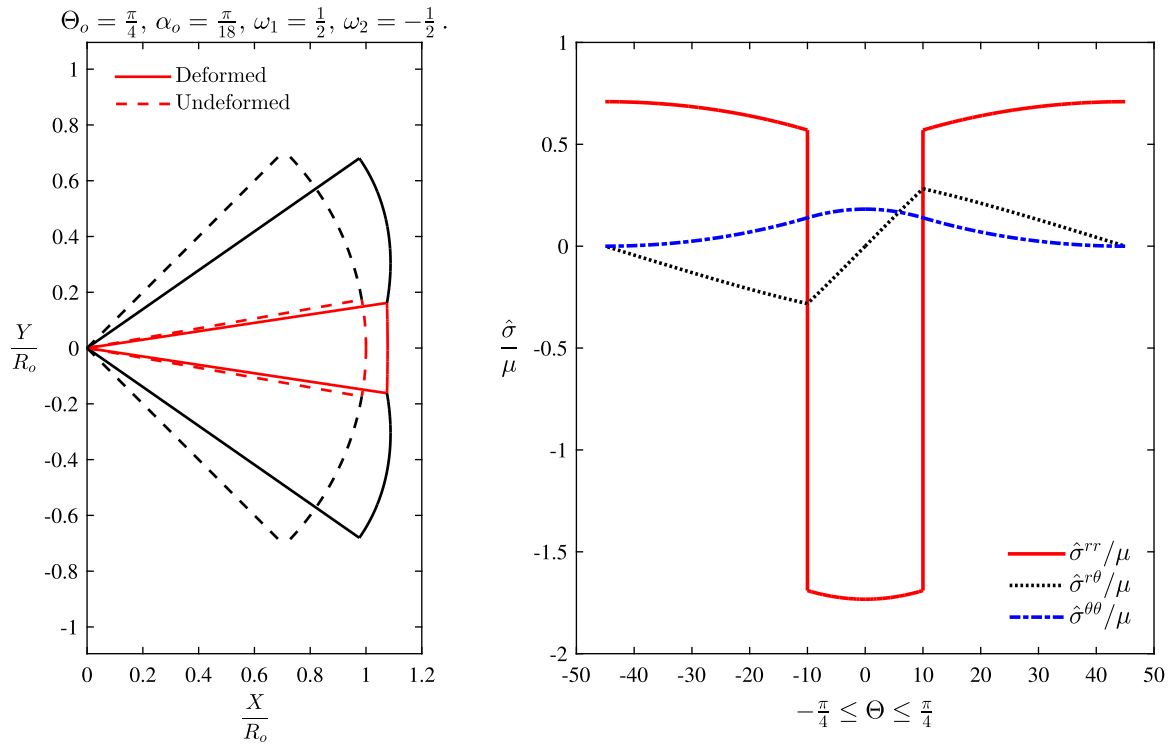 Θ_o = π/4, α_o = π/18, ω_1 = 1/2, ω_2 = −1/2 .
Deformed
Undeformed
1
0.8
0.6
0.4
0.2
0
-0.2
-0.4
-0.6
-0.8
-1
Y/R_o
0 0.2 0.4 0.6 0.8 1 1.2
X/R_o
1
0.5
0
-0.5
-1
-1.5
-2
σ̂/μ
σ̂^{rr}/μ
σ̂^{rθ}/μ
σ̂^{θθ}/μ
-50 -40 -30 -20 -10 0 10 20 30 40 50
−π/4 ≤ Θ ≤ π/4